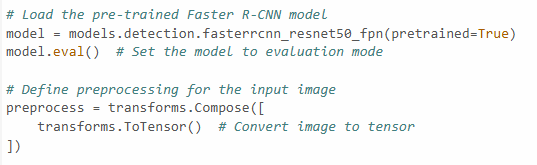 # Load the pre-trained Faster R-CNN model
model = models.detection.fasterrcnn_resnet50_fpn(pretrained=True)
model.eval()  # Set the model to evaluation mode

# Define preprocessing for the input image
preprocess = transforms.Compose([
    transforms.ToTensor()  # Convert image to tensor
])